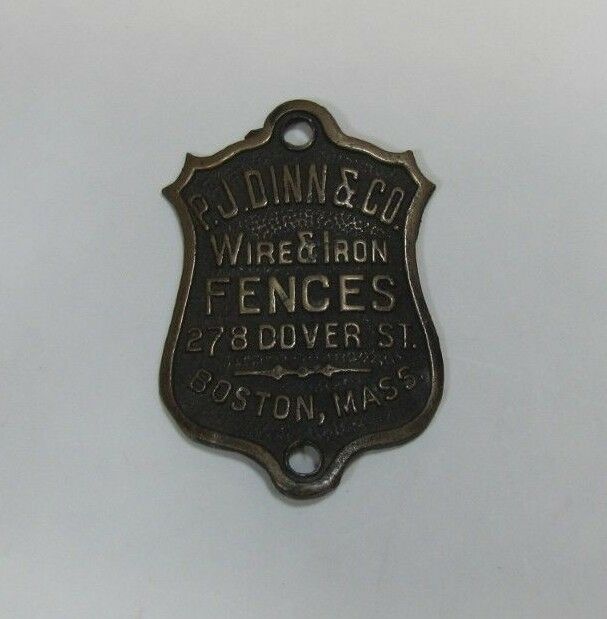 P.J. DINN & CO.
WIRE & IRON
FENCES
278 DOVER ST.
BOSTON, MASS